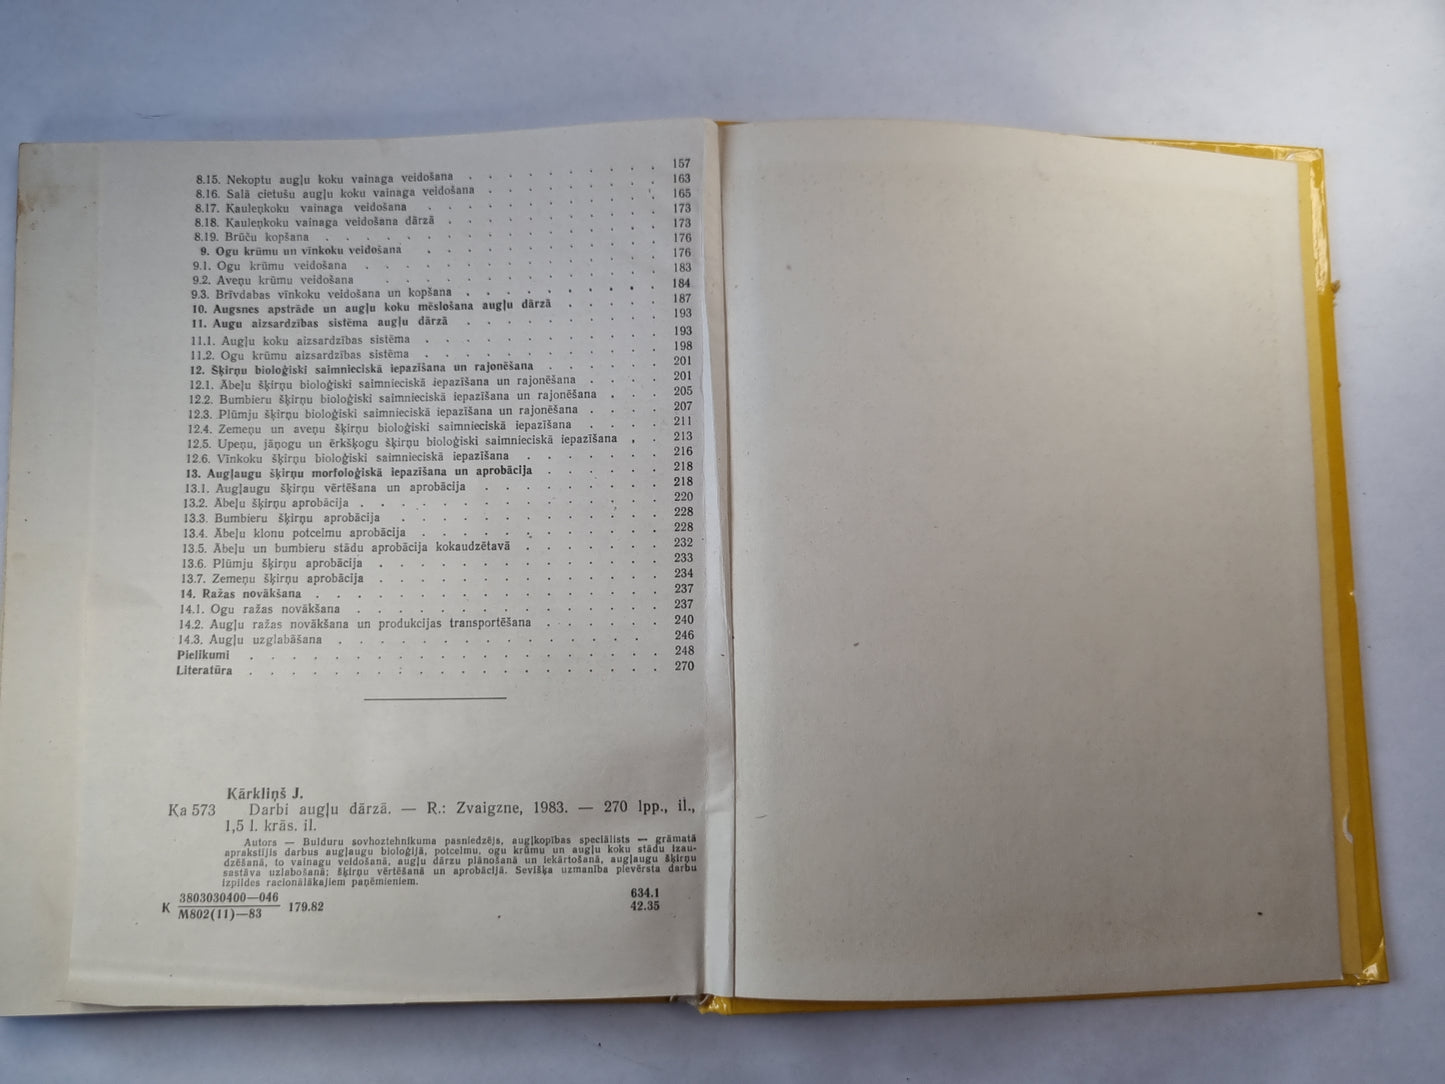 8.15. Nekoptu augļu koku vainaga veidošana . . . . . . . 157
8.16. Salā cietušu augļu koku vainaga veidošana . . . . . . 163
8.17. Kauleņkoku vainaga veidošana . . . . . . . . 165
8.18. Kauleņkoku vainaga veidošana dārzā . . . . . . . 173
8.19. Brūču kopšana . . . . . . . . . . . 173
9. Ogu krūmu un vīnkoku veidošana . . . . . . . . 176
9.1. Ogu krūmu veidošana . . . . . . . . . . 176
9.2. Aveņu krūmu veidošana . . . . . . . . . 183
9.3. Brīvdabas vīnkoku veidošana un kopšana . . . . . . . 184
10. Augsnes apstrāde un augļu koku mēslošana augļu dārzā . . . . 187
11. Augu aizsardzības sistēma augļu dārzā . . . . . . . 193
11.1. Augļu koku aizsardzības sistēma . . . . . . . . 193
11.2. Ogu krūmu aizsardzības sistēma . . . . . . . . 198
12. Šķirņu bioloģiski saimnieciskā iepazīšana un rajonēšana . . . . 201
12.1. Ābeļu šķirņu bioloģiski saimnieciskā iepazīšana un rajonēšana . . . 201
12.2. Bumbieru šķirņu bioloģiski saimnieciskā iepazīšana un rajonēšana . . 205
12.3. Plūmju šķirņu bioloģiski saimnieciskā iepazīšana un rajonēšana . . . 207
12.4. Zemeņu un aveņu šķirņu bioloģiski saimnieciskā iepazīšana . . . 211
12.5. Upeņu, jāņogu un ērkšķogu šķirņu bioloģiski saimnieciskā iepazīšana . . 213
12.6. Vīnkoku šķirņu bioloģiski saimnieciskā iepazīšana . . . . . 216
13. Augļaugu šķirņu morfoloģiskā iepazīšana un aprobācija . . . . 218
13.1. Augļaugu šķirņu vērtēšana un aprobācija . . . . . . . 218
13.2. Ābeļu šķirņu aprobācija . . . . . . . . . . 220
13.3. Bumbieru šķirņu aprobācija . . . . . . . . . 228
13.4. Ābeļu klonu potcelmu aprobācija . . . . . . . . 228
13.5. Ābeļu un bumbieru stādu aprobācija kokaudzētavā . . . . . 232
13.6. Plūmju šķirņu aprobācija . . . . . . . . . . 233
13.7. Zemeņu šķirņu aprobācija . . . . . . . . . . 234
14. Ražas novākšana . . . . . . . . . . . . 237
14.1. Ogu ražas novākšana . . . . . . . . . . . 237
14.2. Augļu ražas novākšana un produkcijas transportēšana . . . . 240
14.3. Augļu uzglabāšana . . . . . . . . . . . 246
Pielikumi . . . . . . . . . . . . . . 248
Literatūra . . . . . . . . . . . . . . 270
Kārkliņš J.
Ka 573 Darbi augļu dārzā. — R.: Zvaigzne, 1983. — 270 lpp., il.,
1,5 l. krās. il.
Autors — Bulduru sovhoztehnikuma pasniedzējs, augļkopības speciālists — grāmatā
aprakstījis darbus augļaugu bioloģijā, potcelmu, ogu krūmu un augļu koku stādu izau-
dzēšanā, to vainagu veidošanā, augļu dārzu plānošanā un iekārtošanā, augļaugu šķirņu
sastāva uzlabošanā; šķirņu vērtēšanā un aprobācijā. Sevišķa uzmanība pievērsta darbu
izpildes racionālākajiem paņēmieniem.
K 3803030400—046 / M802(11)—83 179.82
634.1
42.35